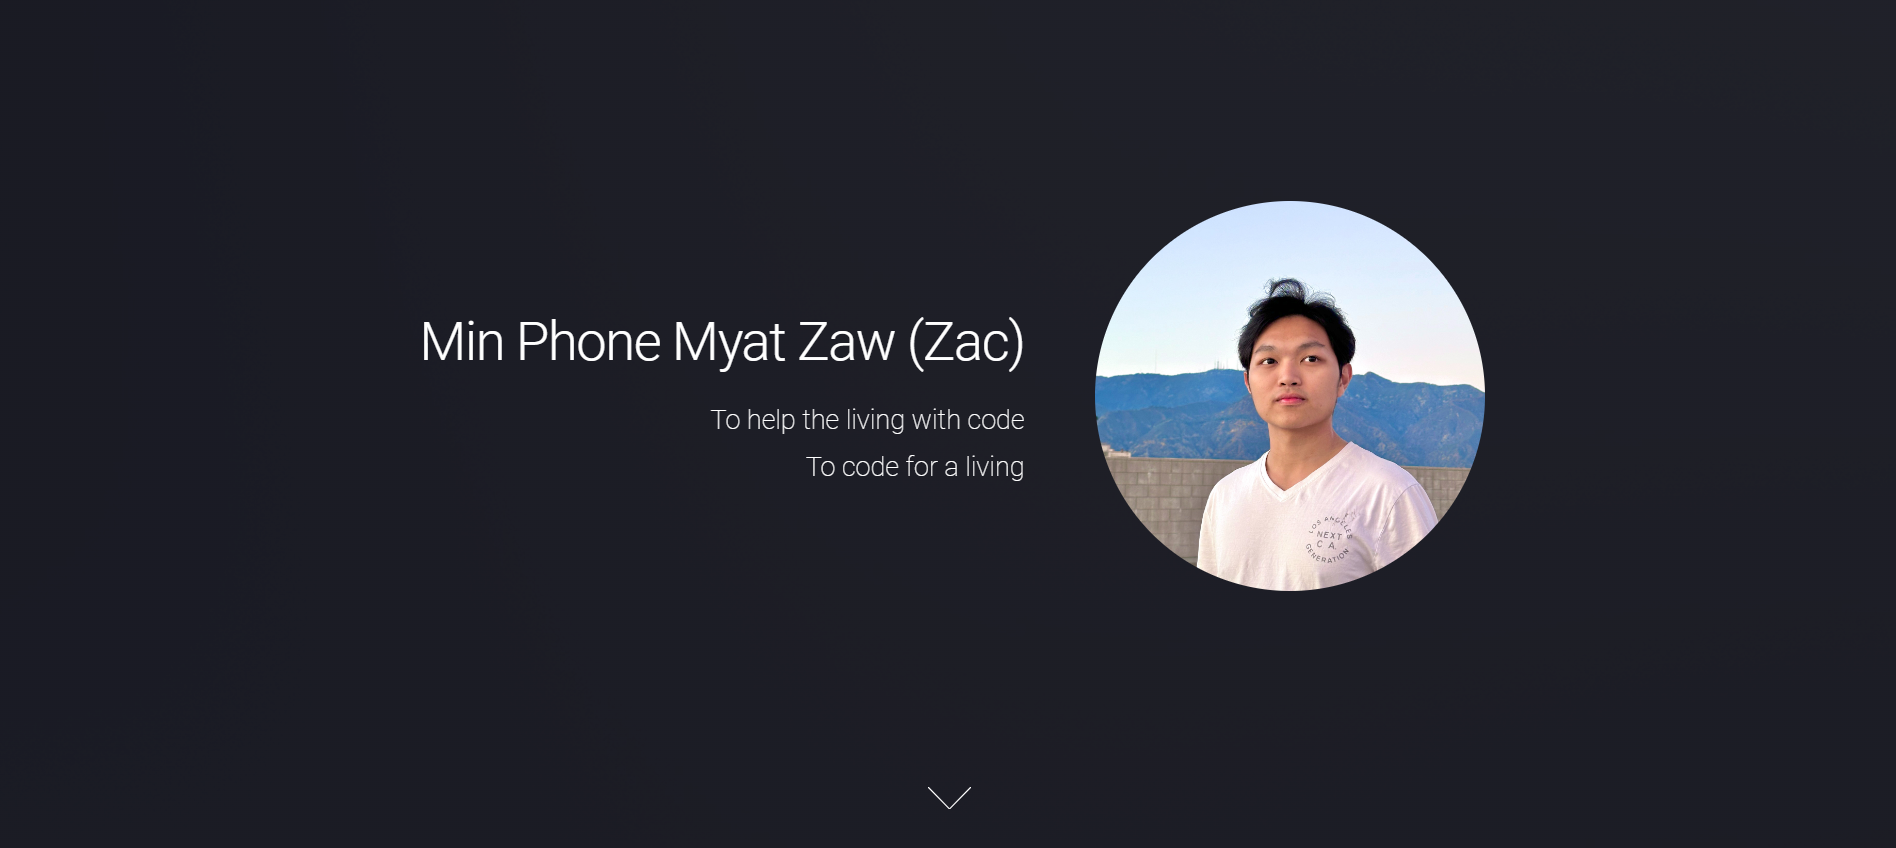 Min Phone Myat Zaw (Zac)
To help the living with code
To code for a living
LOS ANGELES
NEXT
C A
GENERATION